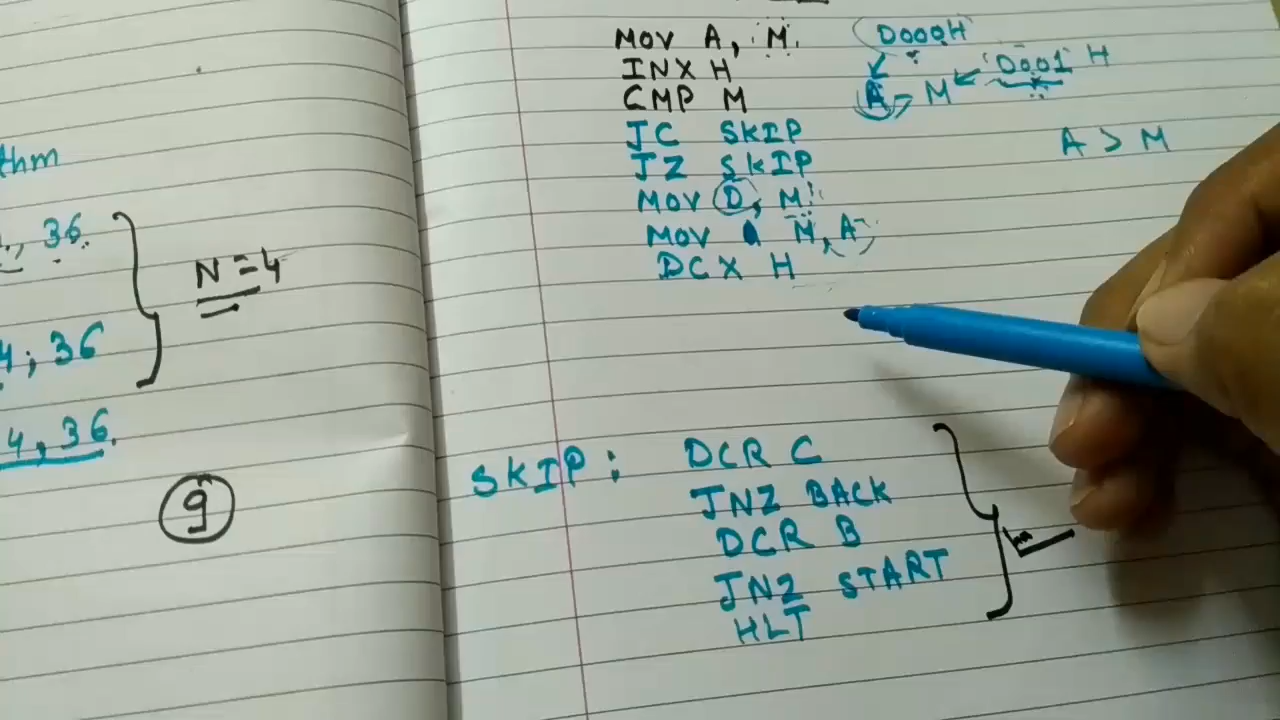 thm
, 36
4, 36
4, 36.
N = 4
9
MOV A, M.
INX H
CMP M
JC SKIP
JZ SKIP
MOV D, M
MOV M, A
DCX H
D000H
A - M ← D001 H
A > M
SKIP: DCR C
JNZ BACK
DCR B
JNZ START
HLT